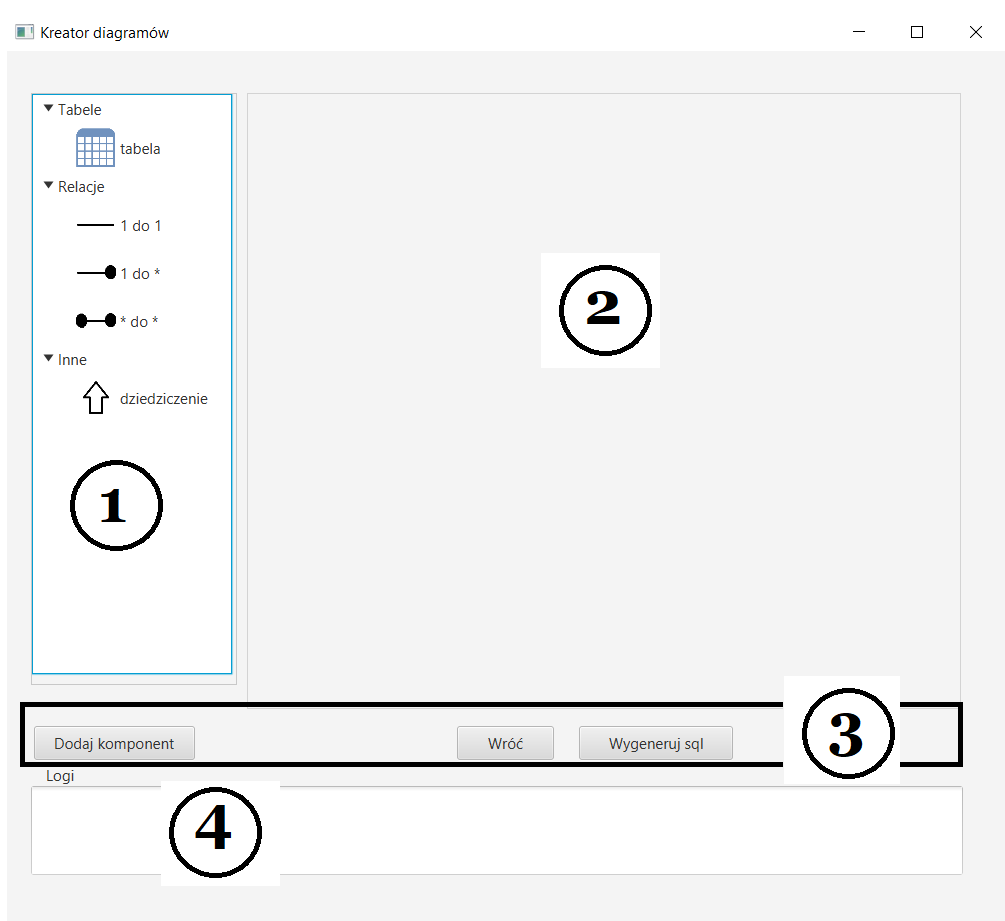 Kreator diagramów
Tabele
tabela
Relacje
1 do 1
1 do *
* do *
Inne
dziedziczenie
1
2
Dodaj komponent
Wróć
Wygeneruj sql
3
Logi
4